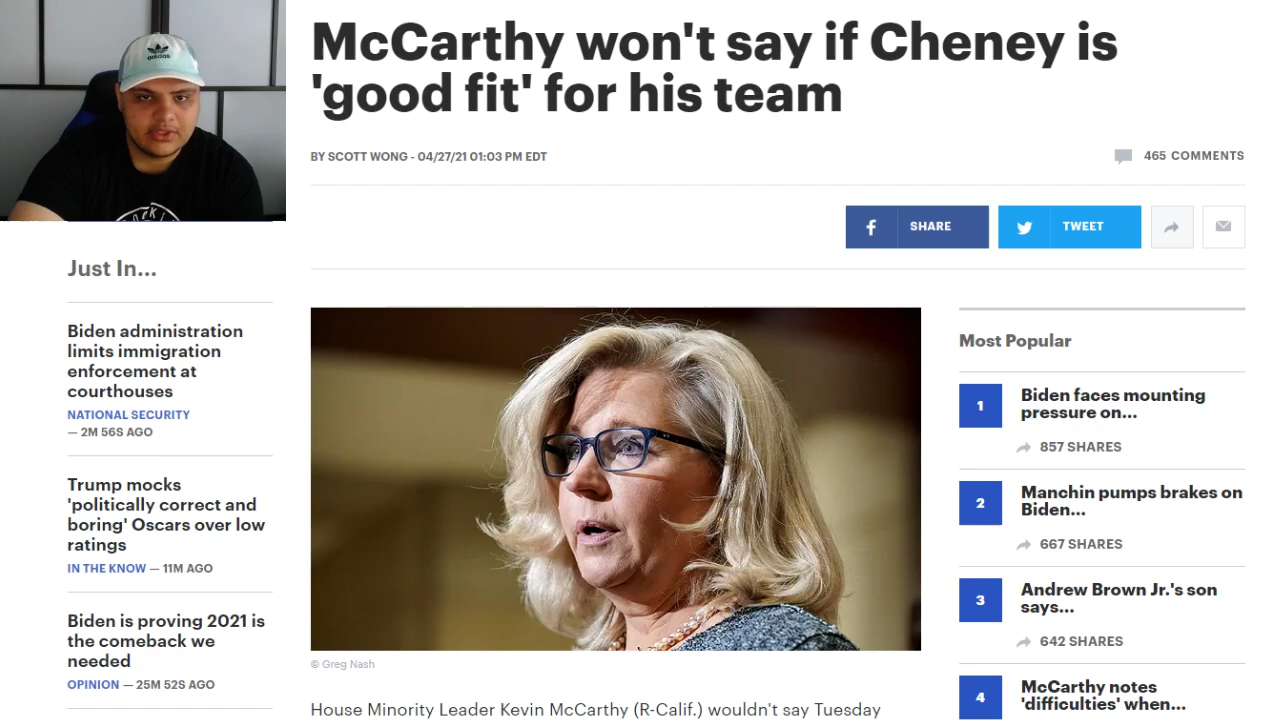 McCarthy won't say if Cheney is
'good fit' for his team
BY SCOTT WONG - 04/27/21 01:03 PM EDT
465 COMMENTS
SHARE
TWEET
adidas
Just In...
Biden administration
limits immigration
enforcement at
courthouses
NATIONAL SECURITY
— 2M 56S AGO
Trump mocks
'politically correct and
boring' Oscars over low
ratings
IN THE KNOW — 11M AGO
Biden is proving 2021 is
the comeback we
needed
OPINION — 25M 52S AGO
© Greg Nash
House Minority Leader Kevin McCarthy (R-Calif.) wouldn't say Tuesday
Most Popular
1
Biden faces mounting
pressure on...
857 SHARES
2
Manchin pumps brakes on
Biden...
667 SHARES
3
Andrew Brown Jr.'s son
says...
642 SHARES
4
McCarthy notes
'difficulties' when...